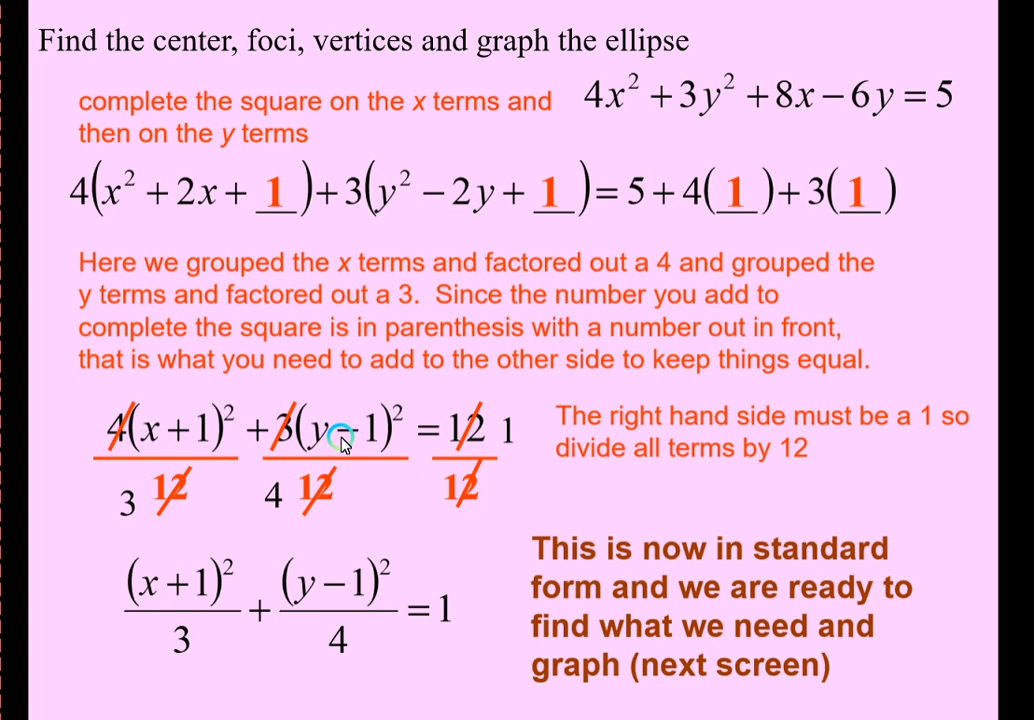 Find the center, foci, vertices and graph the ellipse
complete the square on the x terms and 4x² + 3y² + 8x − 6y = 5
then on the y terms
4(x² + 2x + 1) + 3(y² − 2y + 1) = 5 + 4(1) + 3(1)
Here we grouped the x terms and factored out a 4 and grouped the
y terms and factored out a 3. Since the number you add to
complete the square is in parenthesis with a number out in front,
that is what you need to add to the other side to keep things equal.
4(x + 1)² + 3(y − 1)² = 12 1
3 12 4 12 12
The right hand side must be a 1 so
divide all terms by 12
(x + 1)² + (y − 1)² = 1
3 4
This is now in standard
form and we are ready to
find what we need and
graph (next screen)